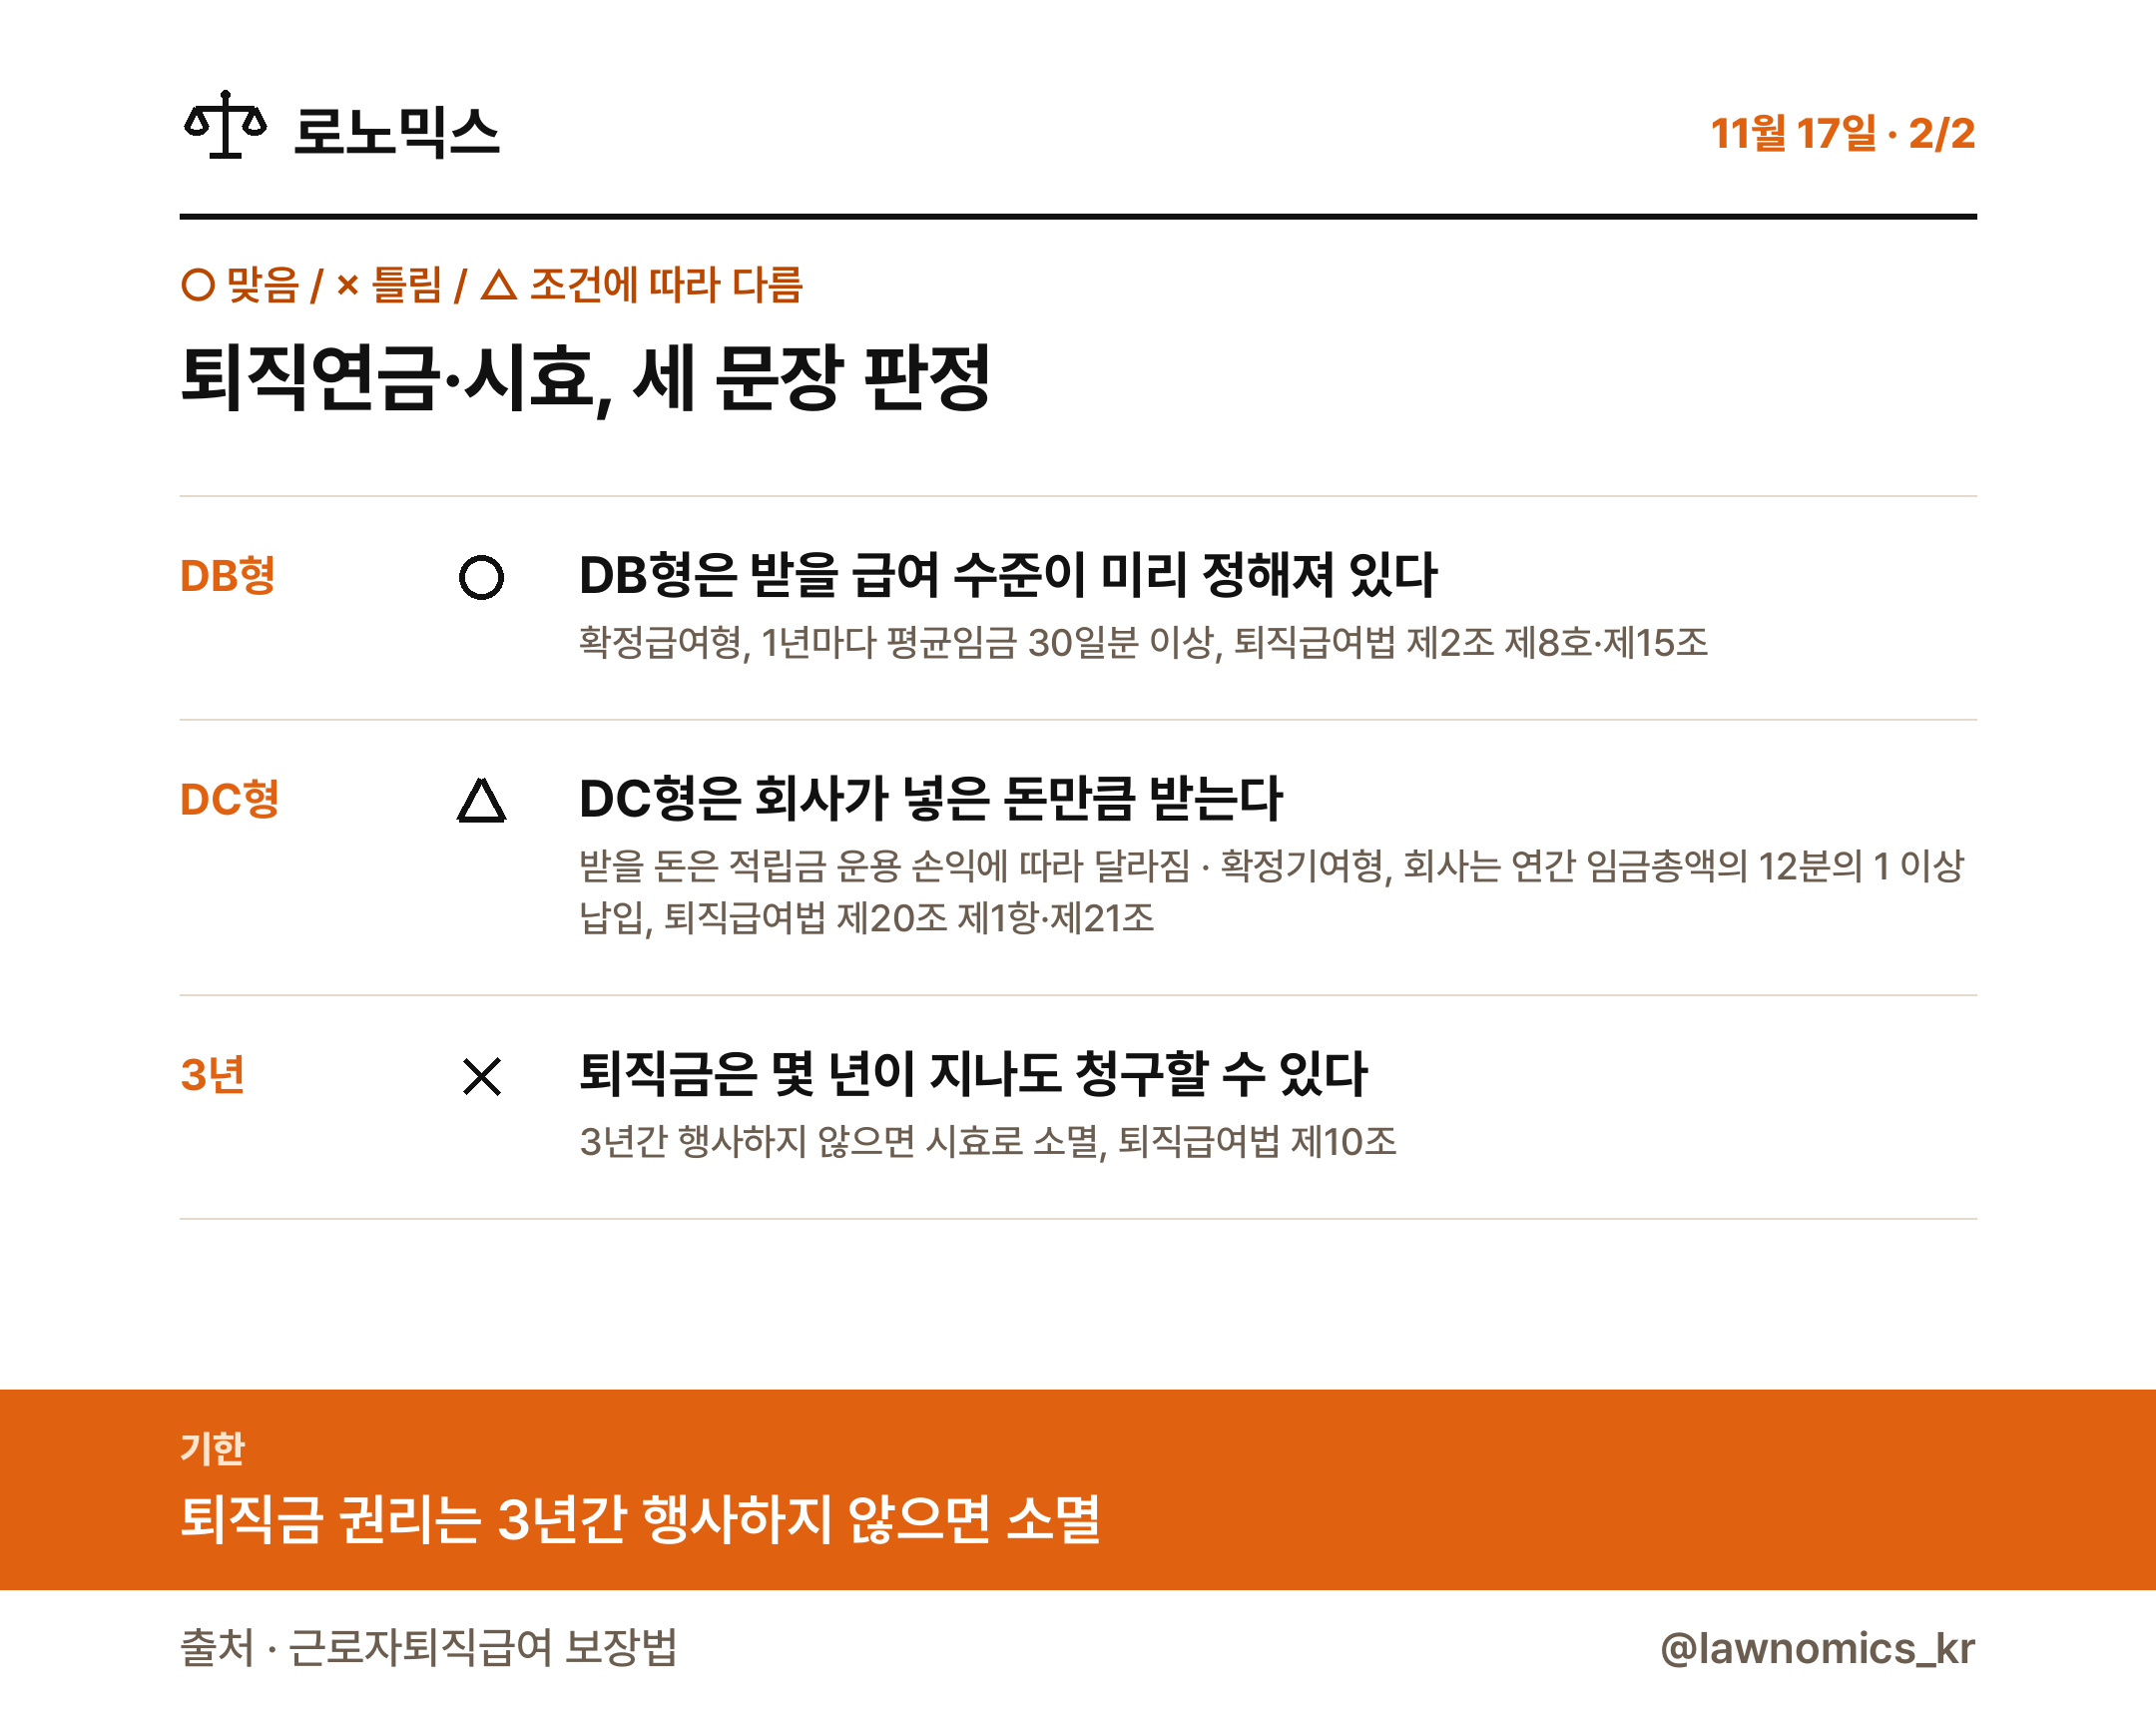 로노믹스
11월 17일 · 2/2
○ 맞음 / × 틀림 / △ 조건에 따라 다름
퇴직연금·시효, 세 문장 판정
DB형
○
DB형은 받을 급여 수준이 미리 정해져 있다
확정급여형, 1년마다 평균임금 30일분 이상, 퇴직급여법 제2조 제8호·제15조
DC형
△
DC형은 회사가 넣은 돈만큼 받는다
받을 돈은 적립금 운용 손익에 따라 달라짐 · 확정기여형, 회사는 연간 임금총액의 12분의 1 이상
납입, 퇴직급여법 제20조 제1항·제21조
3년
×
퇴직금은 몇 년이 지나도 청구할 수 있다
3년간 행사하지 않으면 시효로 소멸, 퇴직급여법 제10조
기한
퇴직금 권리는 3년간 행사하지 않으면 소멸
출처 · 근로자퇴직급여 보장법
@lawnomics_kr